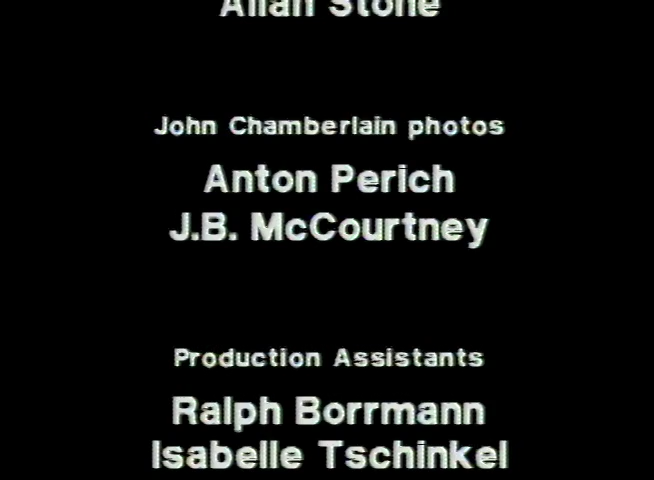 Allan Stone
John Chamberlain photos
Anton Perich
J.B. McCourtney
Production Assistants
Ralph Borrmann
Isabelle Tschinkel